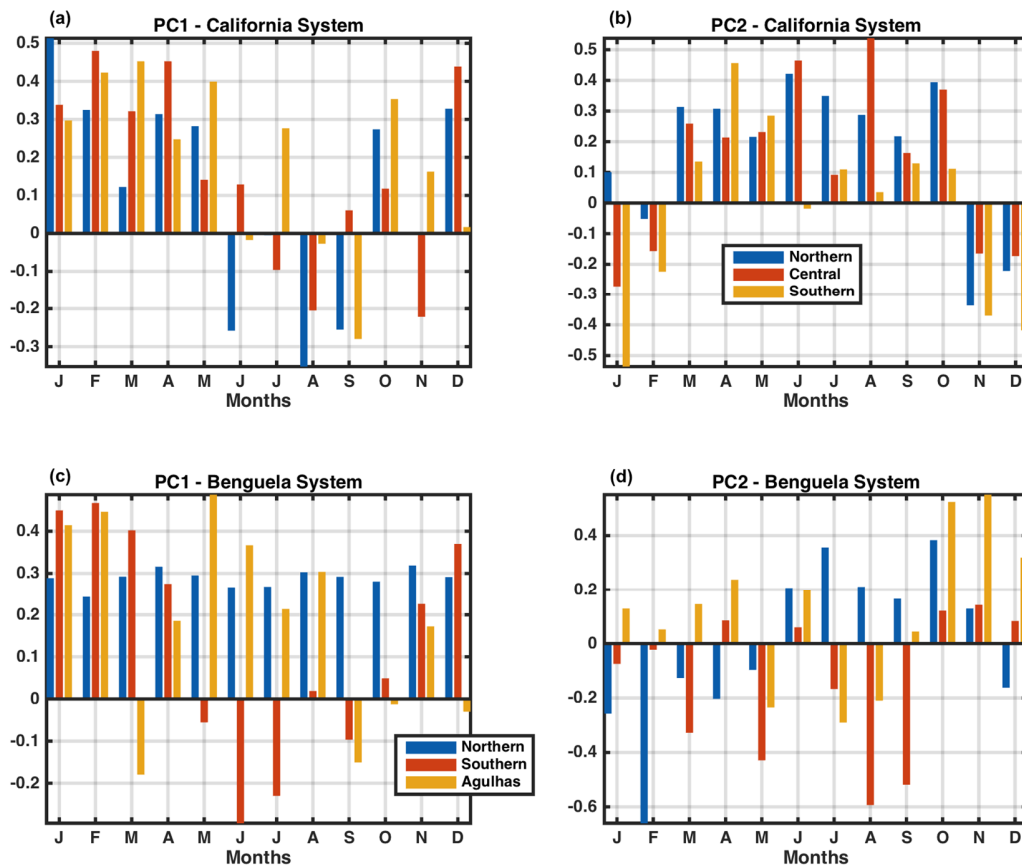 (a)
PC1 - California System
0.5
0.4
0.3
0.2
0.1
0
-0.1
-0.2
-0.3
J F M A M J J A S O N D
Months
(b)
PC2 - California System
0.5
0.4
0.3
0.2
0.1
0
-0.1
-0.2
-0.3
-0.4
-0.5
Northern
Central
Southern
J F M A M J J A S O N D
Months
(c)
PC1 - Benguela System
0.4
0.3
0.2
0.1
0
-0.1
-0.2
Northern
Southern
Agulhas
J F M A M J J A S O N D
Months
(d)
PC2 - Benguela System
0.4
0.2
0
-0.2
-0.4
-0.6
J F M A M J J A S O N D
Months